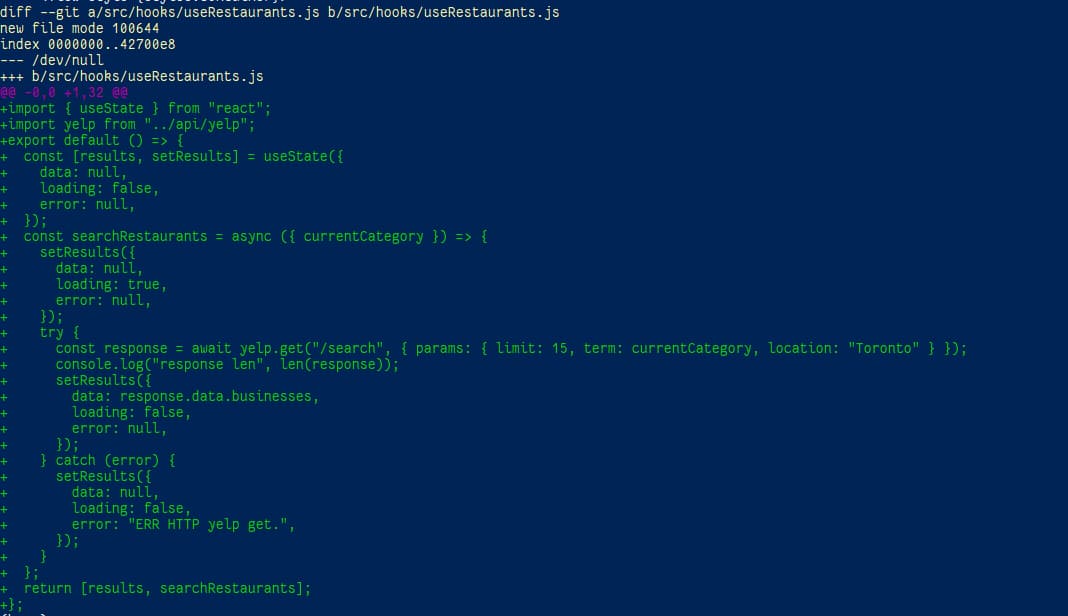 diff --git a/src/hooks/useRestaurants.js b/src/hooks/useRestaurants.js
new file mode 100644
index 0000000..42700e8
--- /dev/null
+++ b/src/hooks/useRestaurants.js
@@ -0,0 +1,32 @@
+import { useState } from "react";
+import yelp from "../api/yelp";
+export default () => {
+  const [results, setResults] = useState({
+    data: null,
+    loading: false,
+    error: null,
+  });
+  const searchRestaurants = async ({ currentCategory }) => {
+    setResults({
+      data: null,
+      loading: true,
+      error: null,
+    });
+    try {
+      const response = await yelp.get("/search", { params: { limit: 15, term: currentCategory, location: "Toronto" } });
+      console.log("response len", len(response));
+      setResults({
+        data: response.data.businesses,
+        loading: false,
+        error: null,
+      });
+    } catch (error) {
+      setResults({
+        data: null,
+        loading: false,
+        error: "ERR HTTP yelp get.",
+      });
+    }
+  };
+  return [results, searchRestaurants];
+};